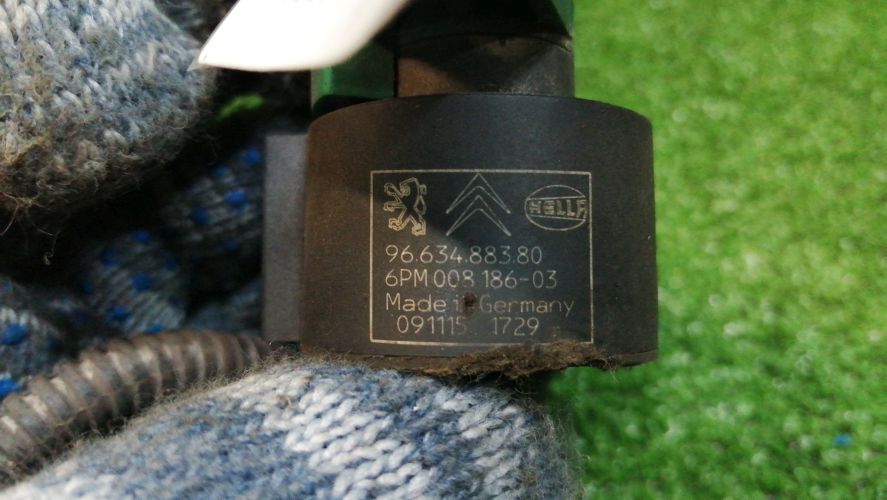 HELLA
96.634.883.80
6PM 008 186-03
Made in Germany
091115 1729